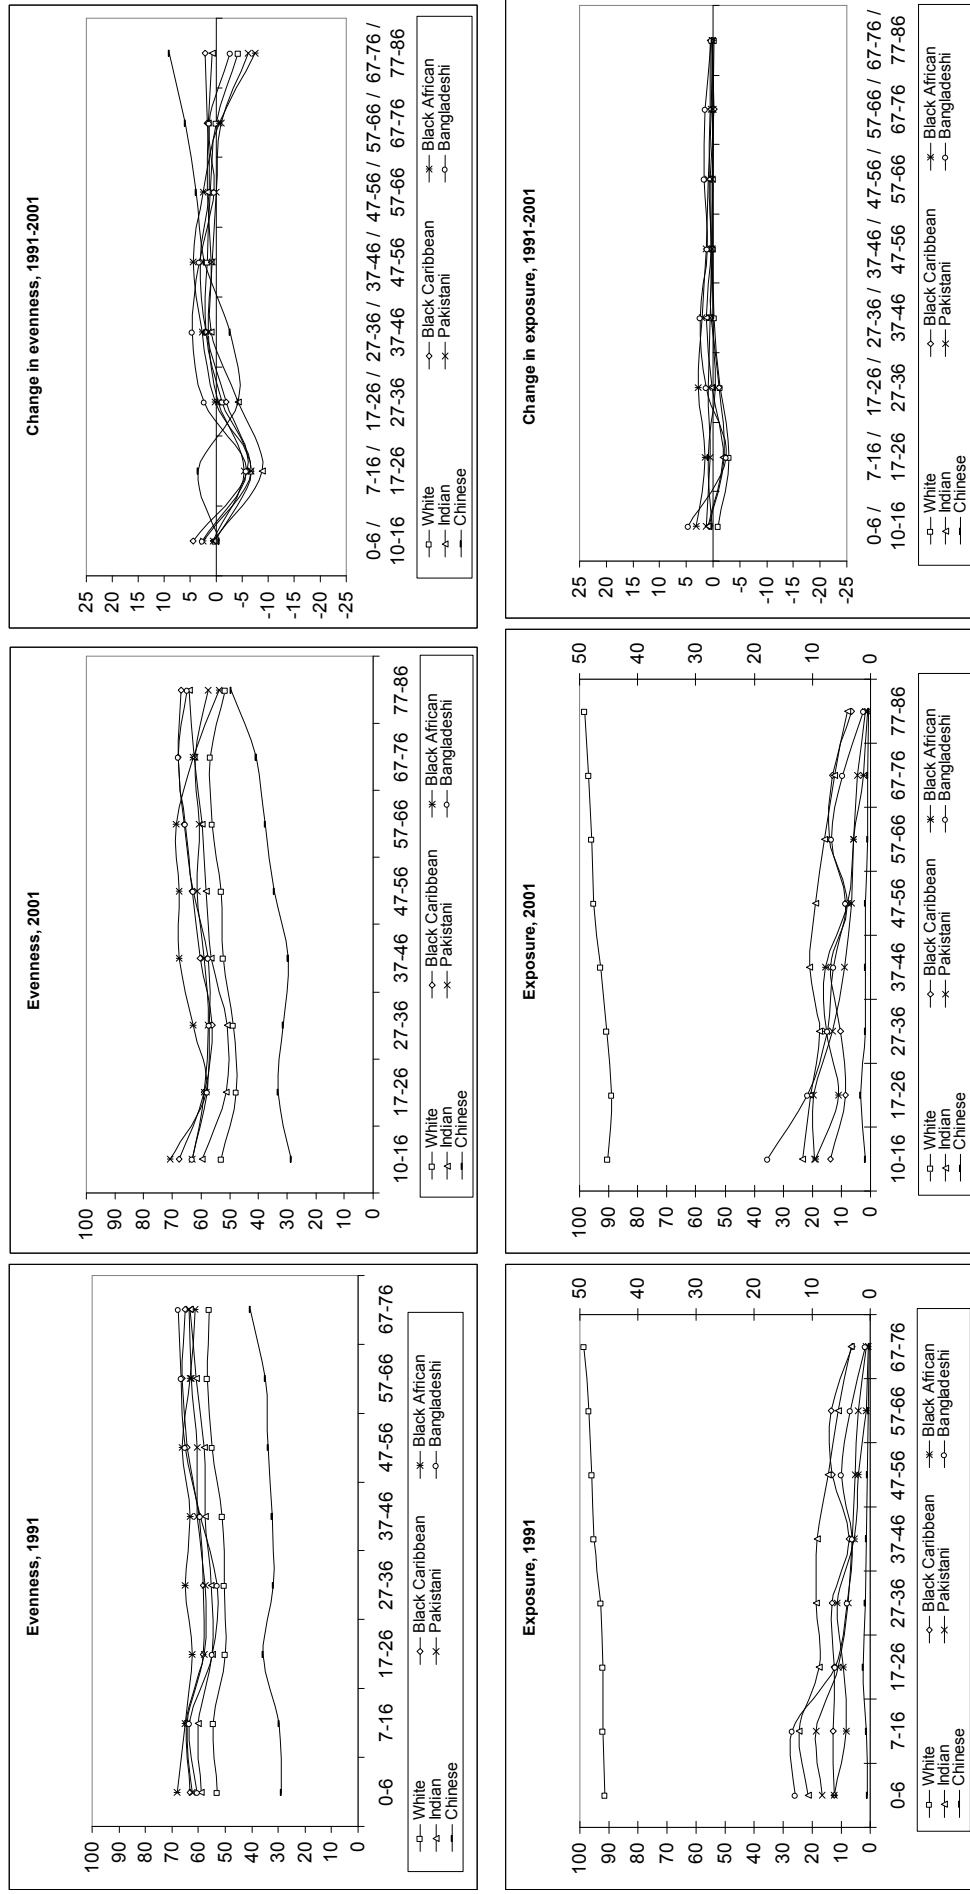 Evenness, 1991
100
90
80
70
60
50
40
30
20
10
0
0-6 7-16 17-26 27-36 37-46 47-56 57-66 67-76
White Black Caribbean Black African
Indian Pakistani Bangladeshi
Chinese
Evenness, 2001
100
90
80
70
60
50
40
30
20
10
0
10-16 17-26 27-36 37-46 47-56 57-66 67-76 77-86
White Black Caribbean Black African
Indian Pakistani Bangladeshi
Chinese
Change in evenness, 1991-2001
25
20
15
10
5
0
-5
-10
-15
-20
-25
0-6 / 7-16 / 17-26 / 27-36 / 37-46 / 47-56 / 57-66 / 67-76 /
10-16 17-26 27-36 37-46 47-56 57-66 67-76 77-86
White Black Caribbean Black African
Indian Pakistani Bangladeshi
Chinese
Exposure, 1991
100 50
90
80 40
70
60 30
50
40 20
30
20 10
10
0 0
0-6 7-16 17-26 27-36 37-46 47-56 57-66 67-76
White Black Caribbean Black African
Indian Pakistani Bangladeshi
Chinese
Exposure, 2001
100 50
90
80 40
70
60 30
50
40 20
30
20 10
10
0 0
10-16 17-26 27-36 37-46 47-56 57-66 67-76 77-86
White Black Caribbean Black African
Indian Pakistani Bangladeshi
Chinese
Change in exposure, 1991-2001
25
20
15
10
5
0
-5
-10
-15
-20
-25
0-6 / 7-16 / 17-26 / 27-36 / 37-46 / 47-56 / 57-66 / 67-76 /
10-16 17-26 27-36 37-46 47-56 57-66 67-76 77-86
White Black Caribbean Black African
Indian Pakistani Bangladeshi
Chinese